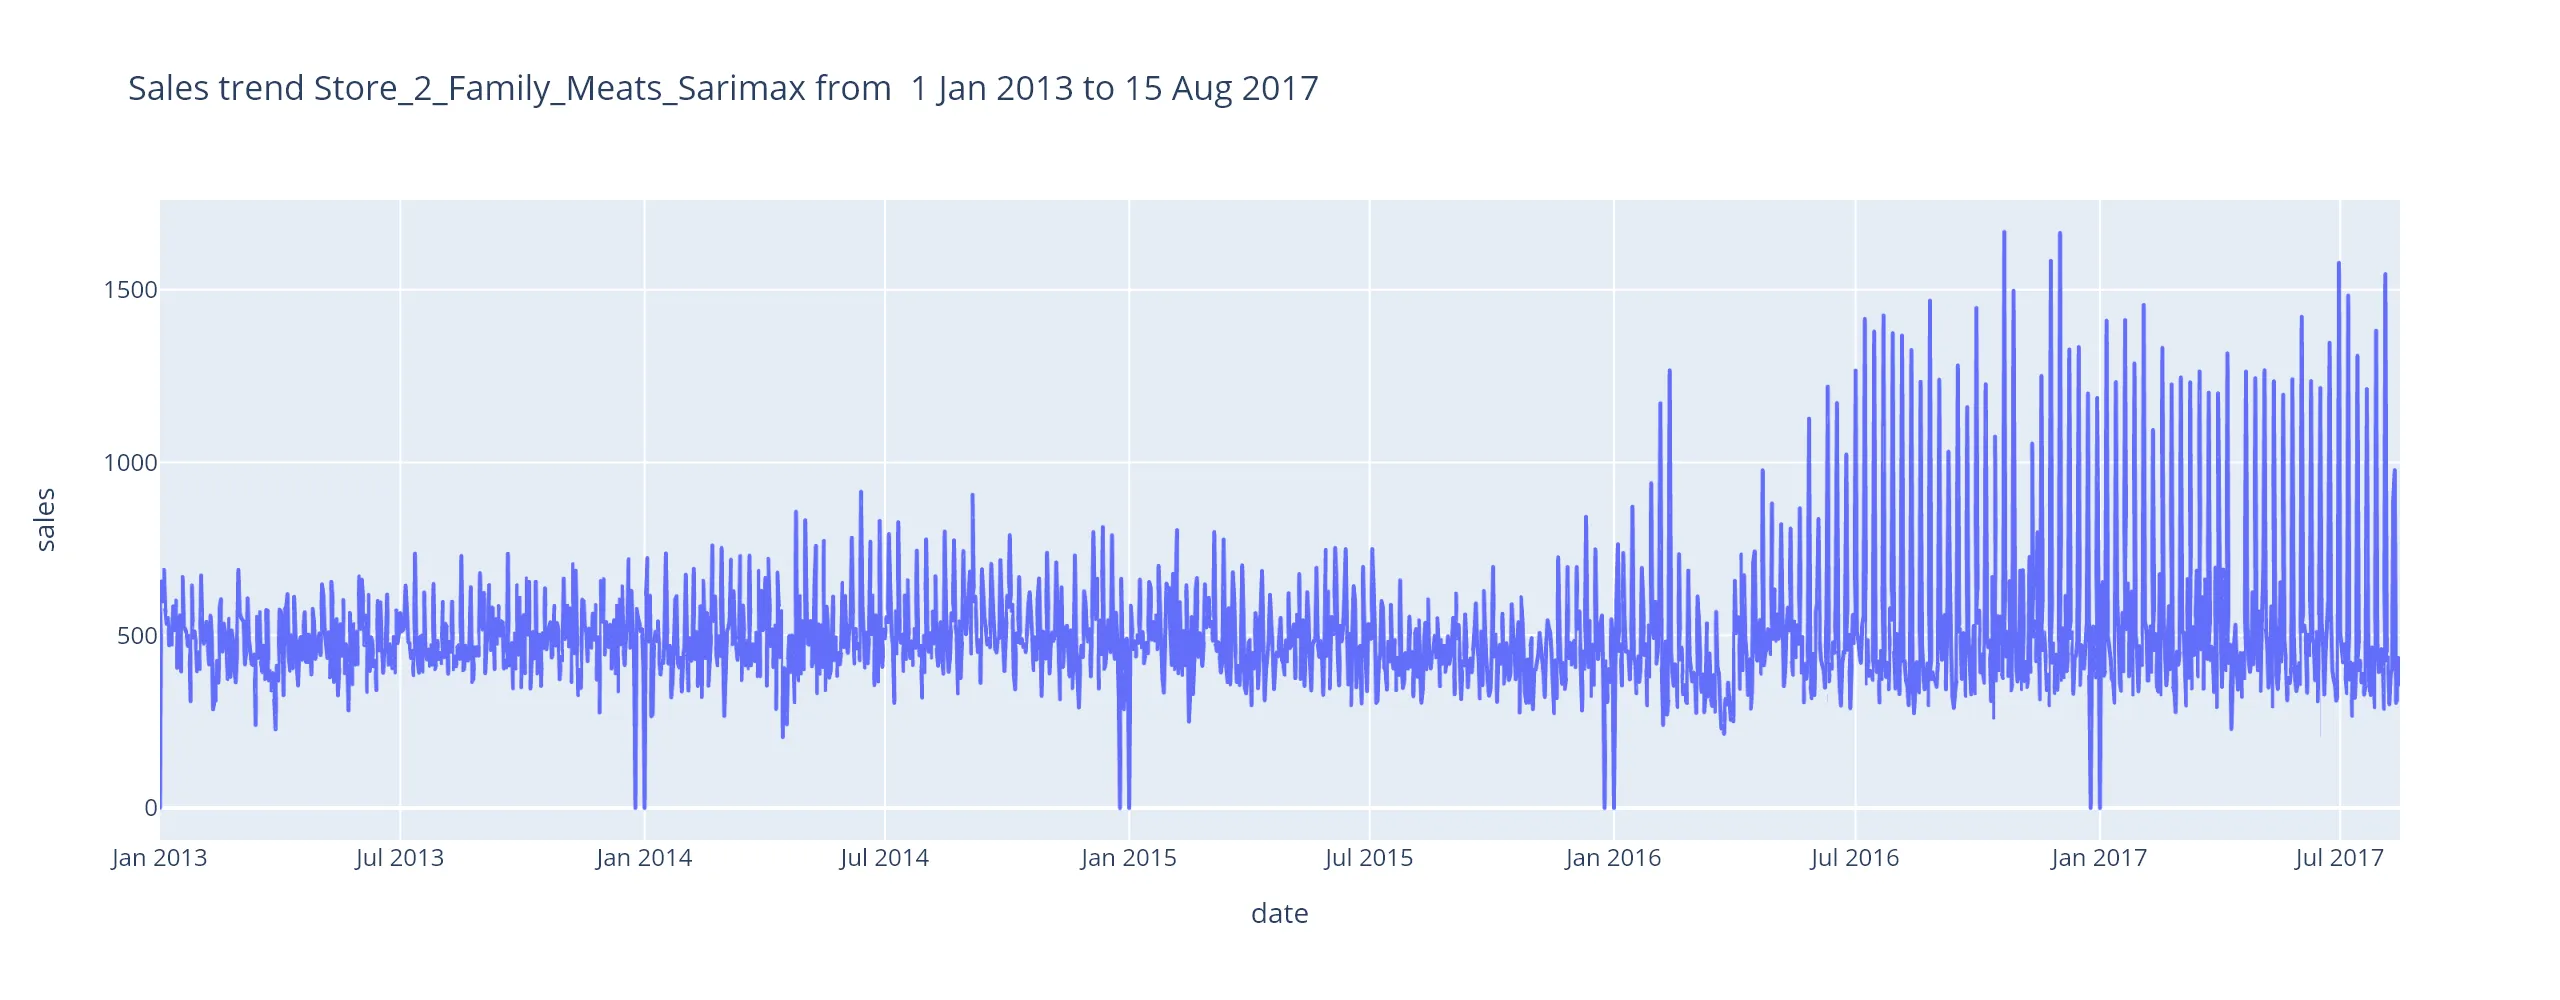 Sales trend Store_2_Family_Meats_Sarimax from  1 Jan 2013 to 15 Aug 2017
1500
1000
500
0
sales
Jan 2013
Jul 2013
Jan 2014
Jul 2014
Jan 2015
Jul 2015
Jan 2016
Jul 2016
Jan 2017
Jul 2017
date